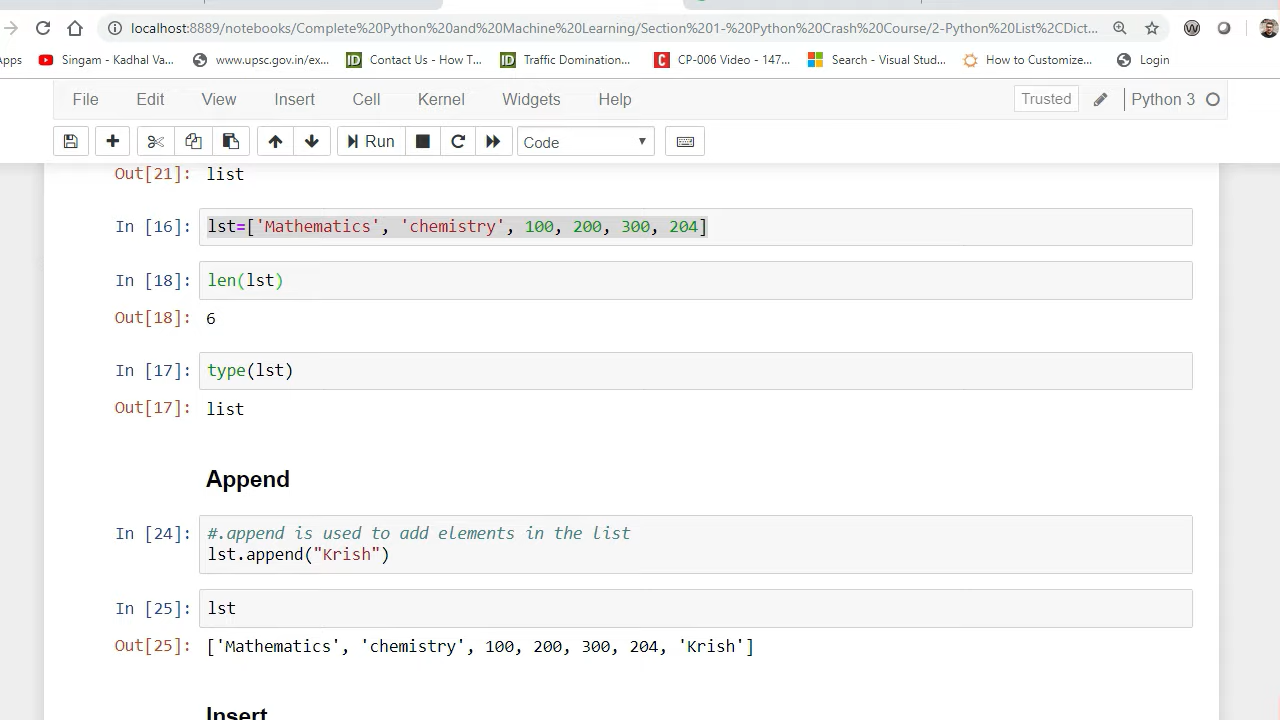 localhost:8889/notebooks/Complete%20Python%20and%20Machine%20Learning/Section%201-%20Python%20Crash%20Course/2-Python%20List%2CDict...
Apps Singam - Kadhal Va... www.upsc.gov.in/ex... Contact Us - How T... Traffic Domination... CP-006 Video - 147... Search - Visual Stud... How to Customize... Login
File Edit View Insert Cell Kernel Widgets Help Trusted Python 3
Run Code
Out[21]: list
In [16]: lst=['Mathematics', 'chemistry', 100, 200, 300, 204]
In [18]: len(lst)
Out[18]: 6
In [17]: type(lst)
Out[17]: list
Append
In [24]: #.append is used to add elements in the list
lst.append("Krish")
In [25]: lst
Out[25]: ['Mathematics', 'chemistry', 100, 200, 300, 204, 'Krish']
Insert